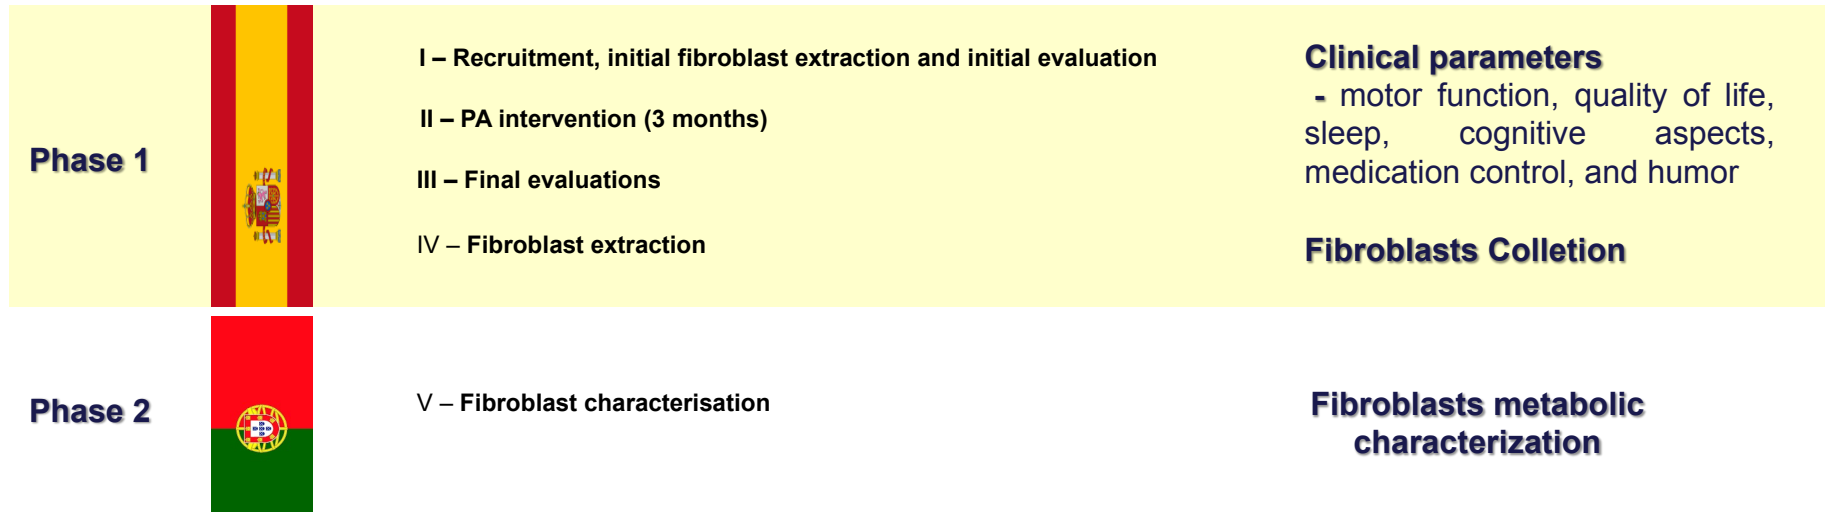 Phase 1
I – Recruitment, initial fibroblast extraction and initial evaluation
II – PA intervention (3 months)
III – Final evaluations
IV – Fibroblast extraction
Clinical parameters
- motor function, quality of life,
sleep, cognitive aspects,
medication control, and humor
Fibroblasts Colletion
Phase 2
V – Fibroblast characterisation
Fibroblasts metabolic
characterization